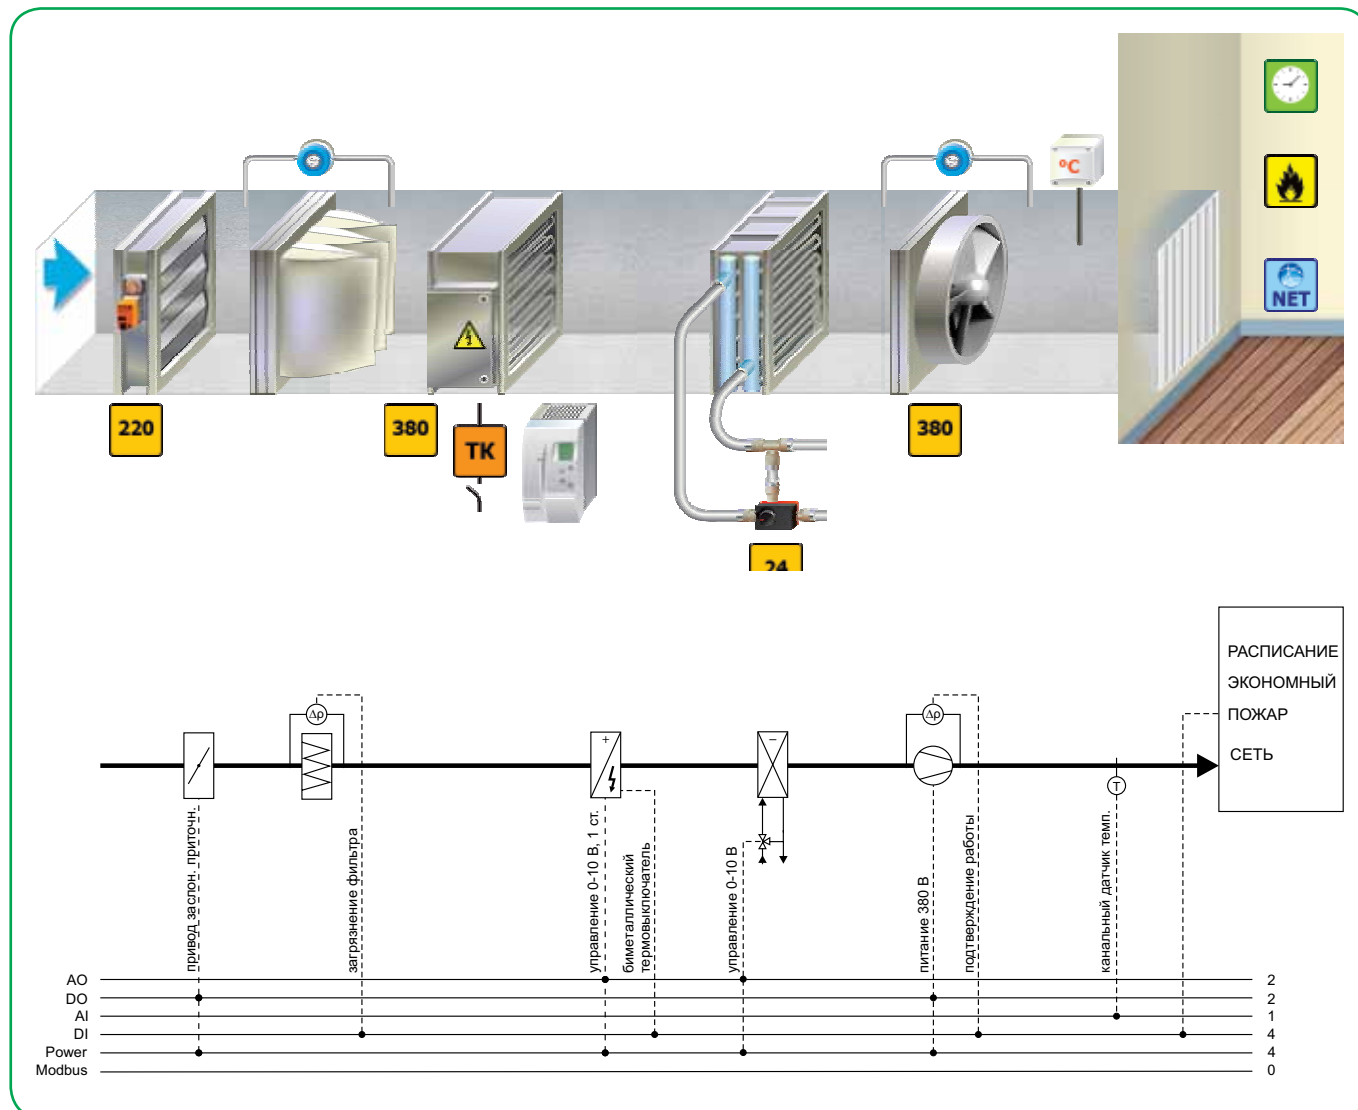 °C
NET
220
380
TK
380
24
РАСПИСАНИЕ
ЭКОНОМНЫЙ
ПОЖАР
СЕТЬ
Δp
+
−
Δp
T
привод заслон. приточн.
загрязнение фильтра
управление 0-10 В, 1 ст.
биметаллический
термовыключатель
управление 0-10 В
питание 380 В
подтверждение работы
канальный датчик темп.
AO 2
DO 2
AI 1
DI 4
Power 4
Modbus 0